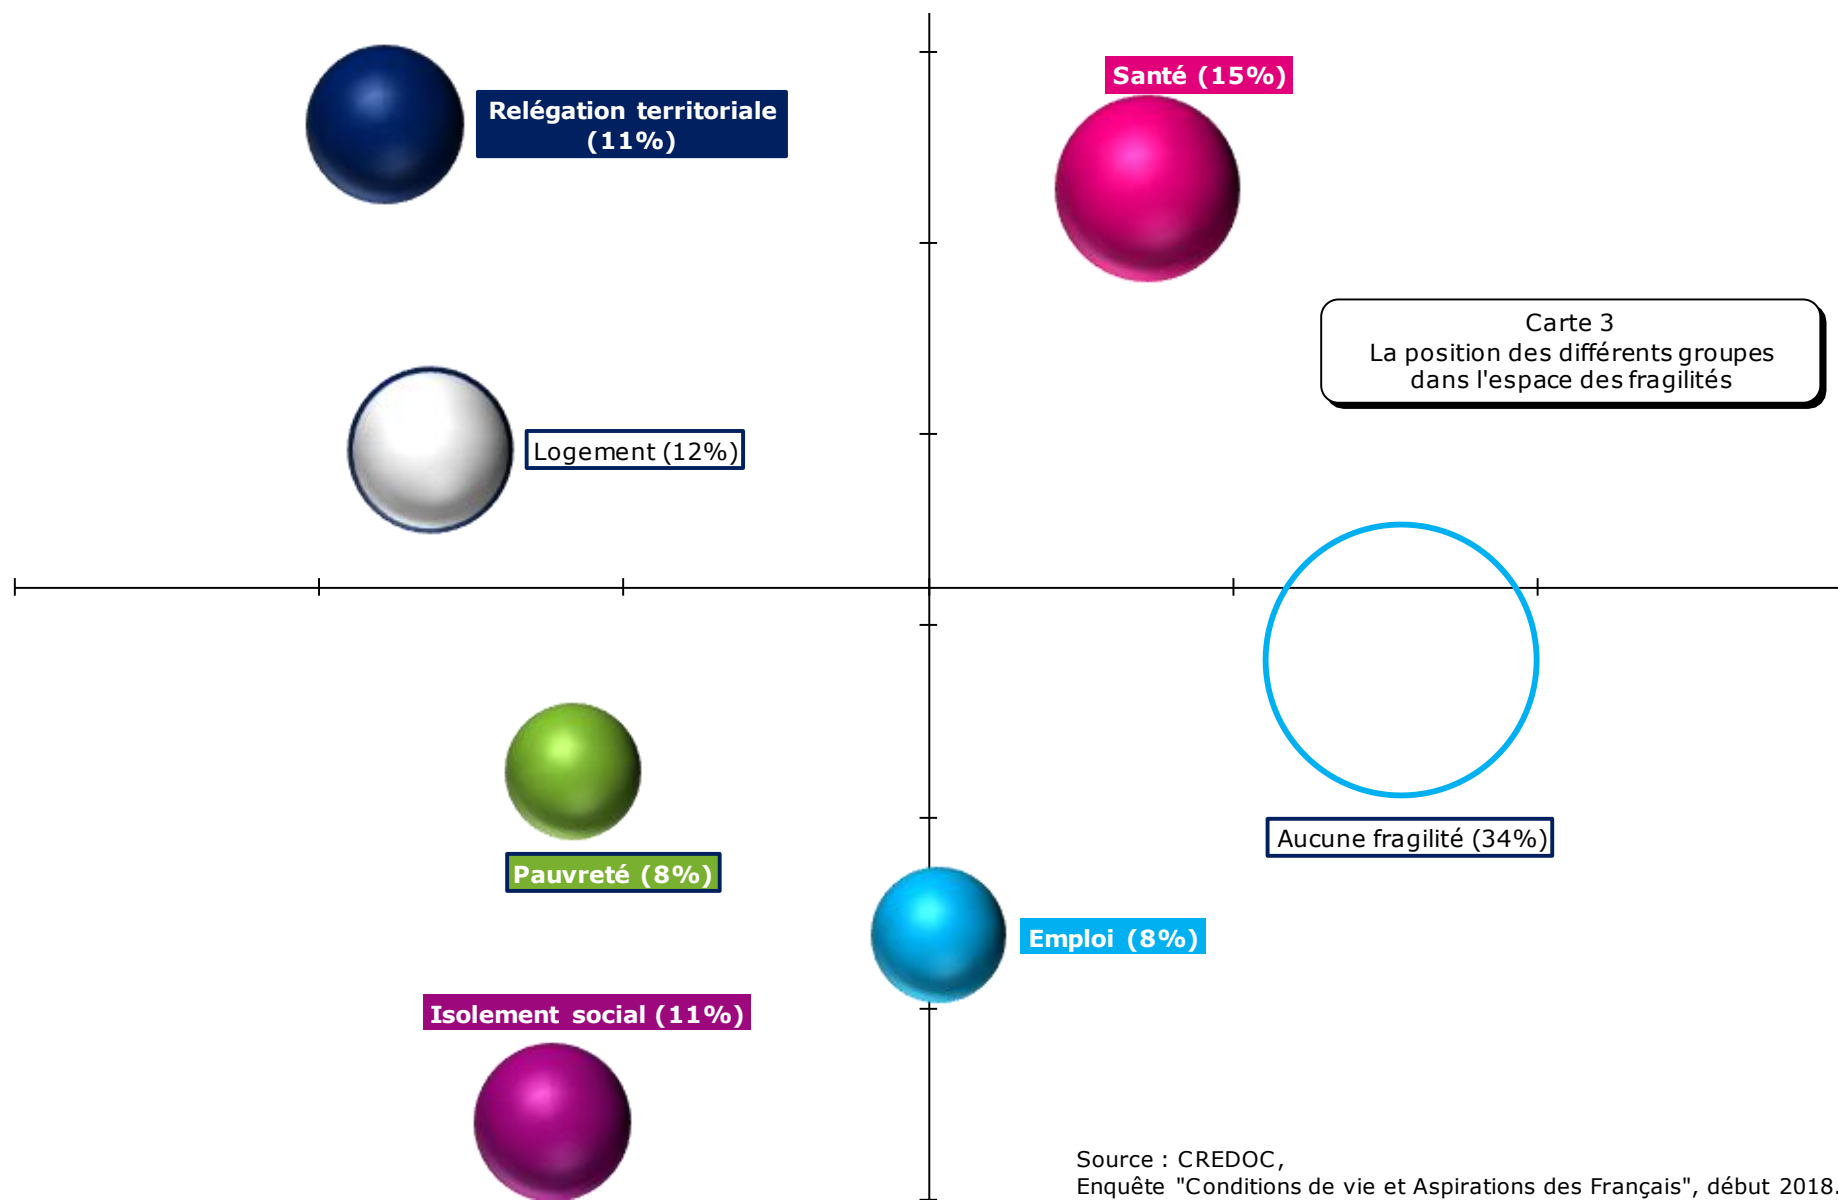 Santé (15%)
Relégation territoriale
(11%)
Carte 3
La position des différents groupes
dans l'espace des fragilités
Logement (12%)
Aucune fragilité (34%)
Pauvreté (8%)
Emploi (8%)
Isolement social (11%)
Source : CREDOC,
Enquête "Conditions de vie et Aspirations des Français", début 2018.